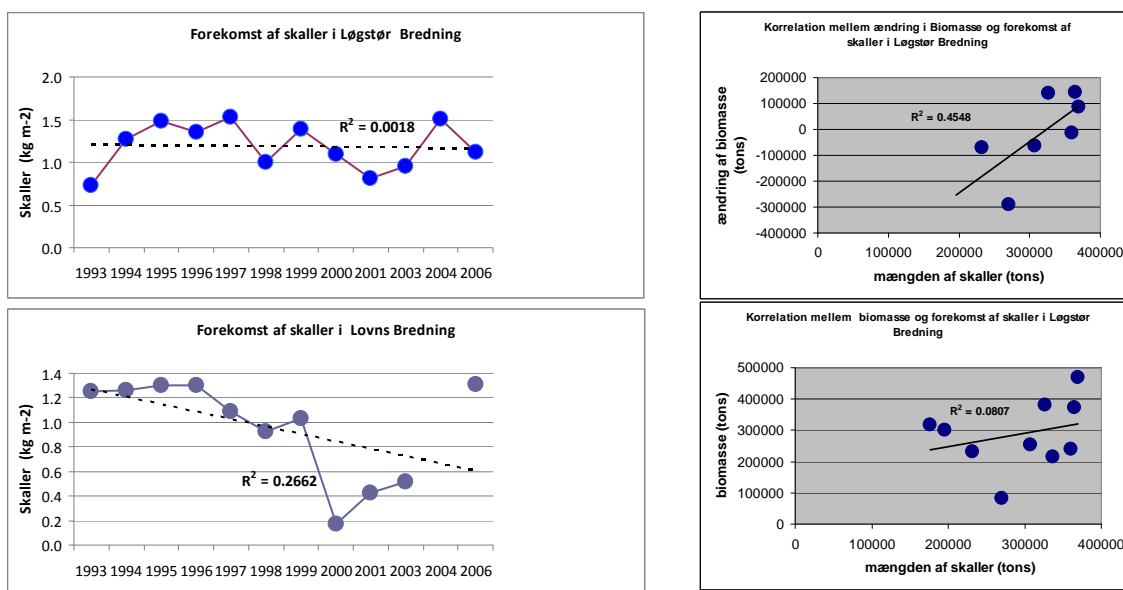 Forekomst af skaller i Løgstør Bredning
Skaller (kg m-2)
2.0
1.5
1.0
0.5
0.0
R² = 0.0018
1993 1994 1995 1996 1997 1998 1999 2000 2001 2003 2004 2006
Korrelation mellem ændring i Biomasse og forekomst af
skaller i Løgstør Bredning
ændring af biomasse
(tons)
200000
100000
0
-100000
-200000
-300000
-400000
R² = 0.4548
0 100000 200000 300000 400000
mængden af skaller (tons)
Forekomst af skaller i Lovns Bredning
Skaller (kg m-2)
1.4
1.2
1.0
0.8
0.6
0.4
0.2
0.0
R² = 0.2662
1993 1994 1995 1996 1997 1998 1999 2000 2001 2003 2004 2006
Korrelation mellem biomasse og forekomst af skaller i Løgstør
Bredning
biomasse (tons)
500000
400000
300000
200000
100000
0
R² = 0.0807
0 100000 200000 300000 400000
mængden af skaller (tons)